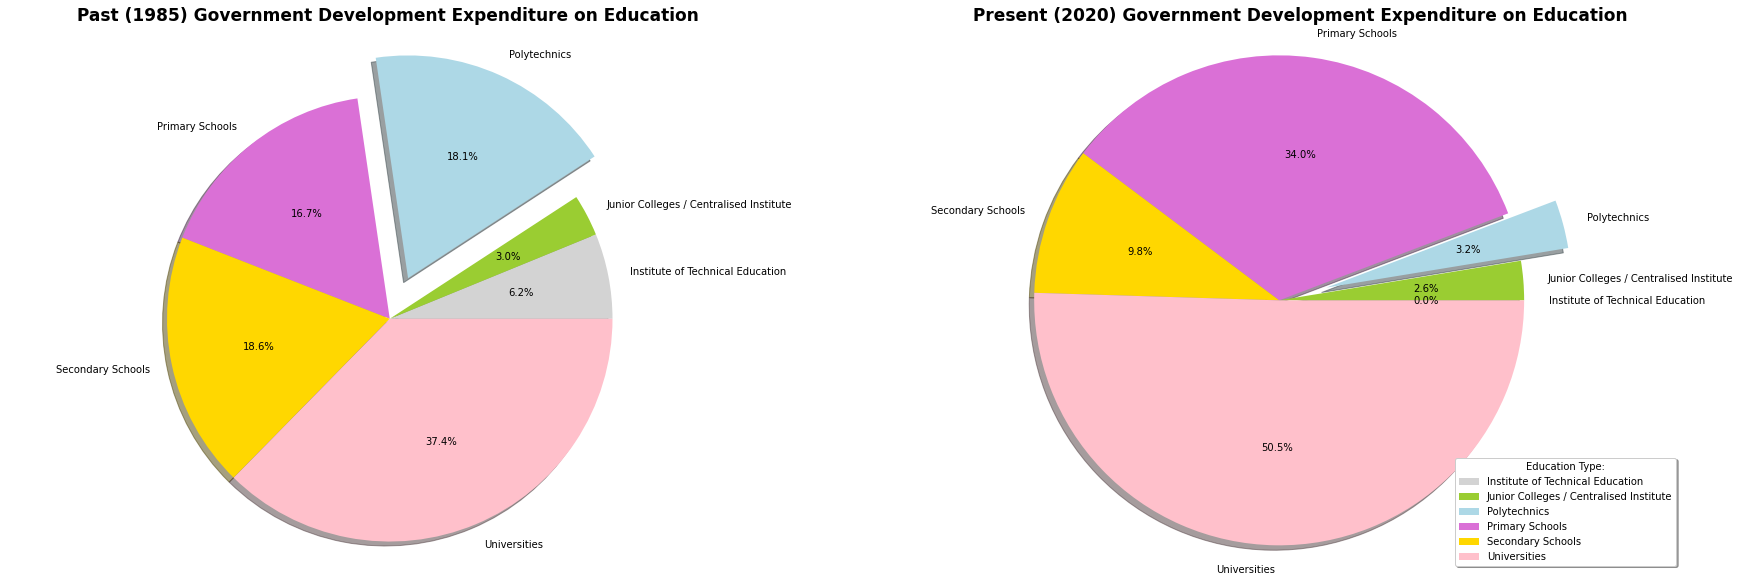 Past (1985) Government Development Expenditure on Education
Polytechnics
Primary Schools
18.1%
Junior Colleges / Centralised Institute
16.7%
3.0%
Institute of Technical Education
6.2%
18.6%
Secondary Schools
37.4%
Universities
Present (2020) Government Development Expenditure on Education
Primary Schools
34.0%
Secondary Schools
Polytechnics
9.8%
3.2%
Junior Colleges / Centralised Institute
2.6%
0.0%
Institute of Technical Education
50.5%
Universities
Education Type:
Institute of Technical Education
Junior Colleges / Centralised Institute
Polytechnics
Primary Schools
Secondary Schools
Universities